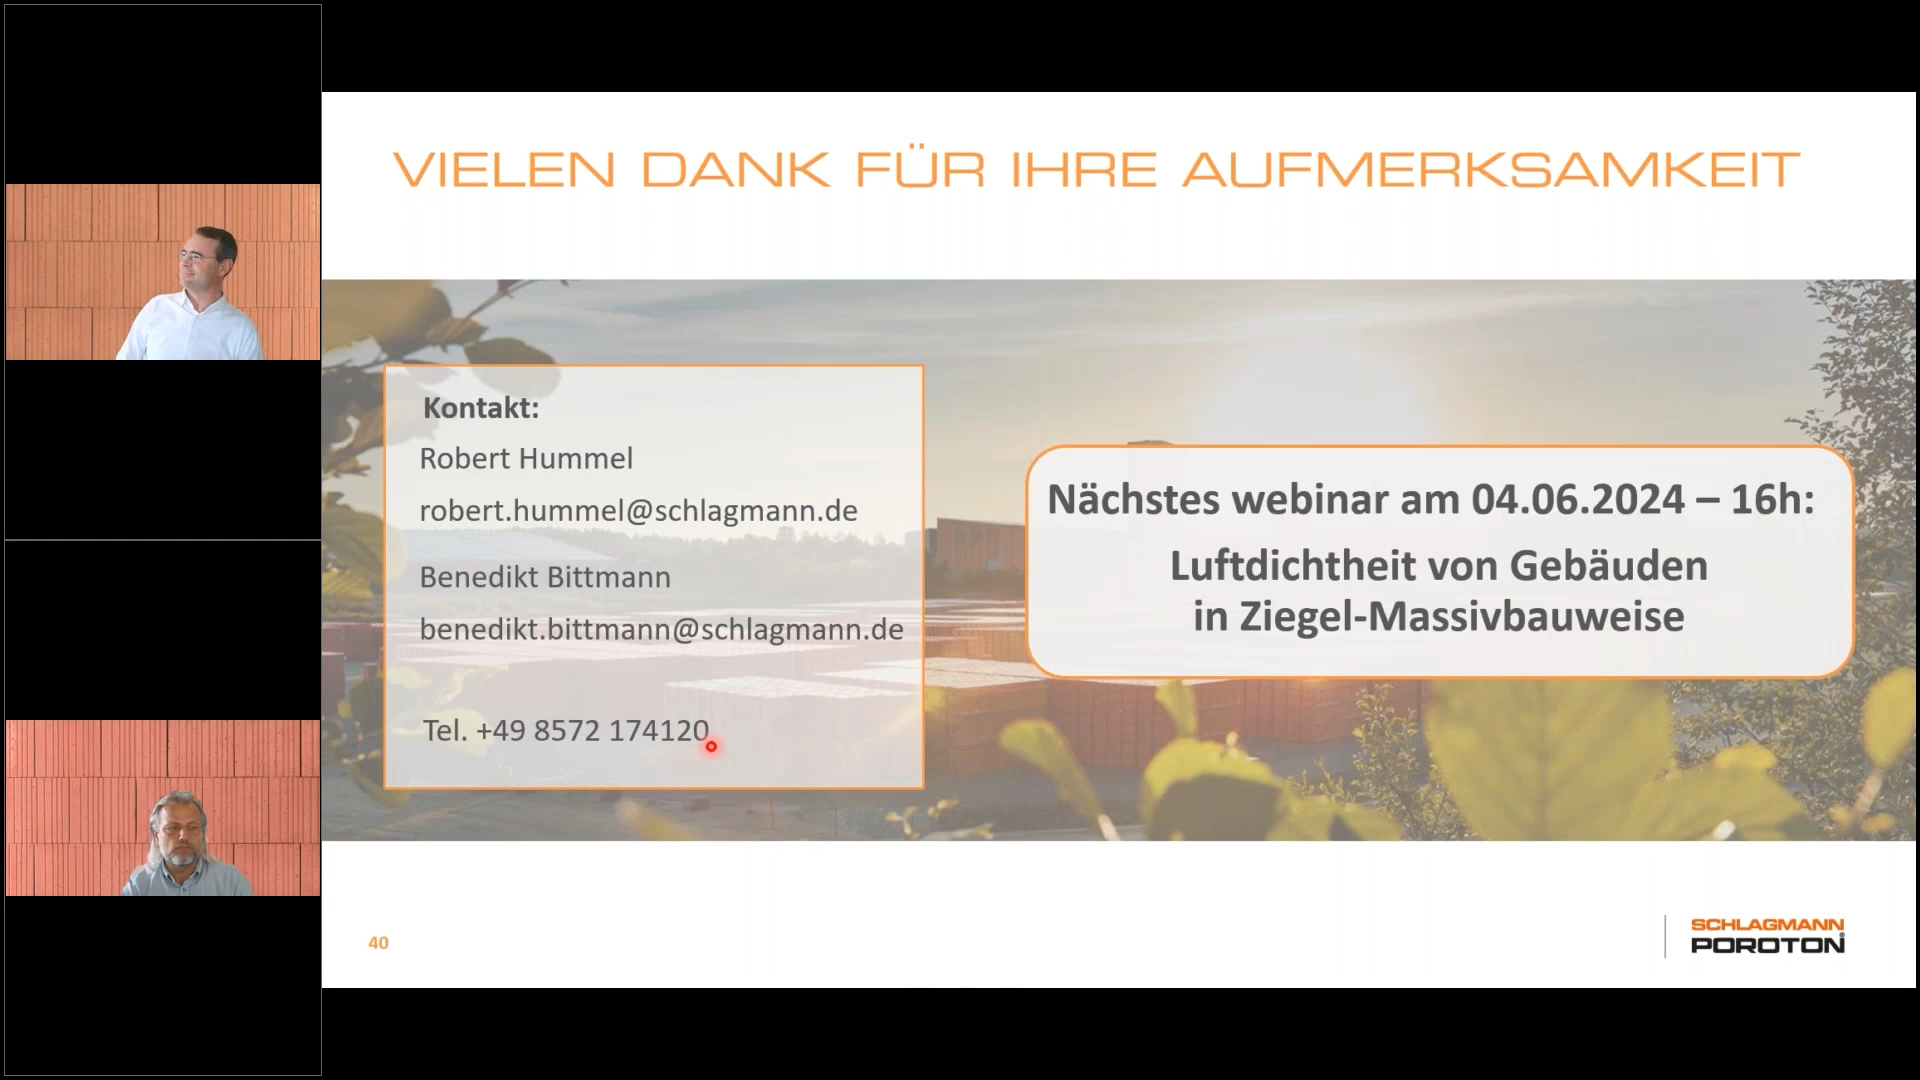 VIELEN DANK FÜR IHRE AUFMERKSAMKEIT
Kontakt:
Robert Hummel
robert.hummel@schlagmann.de
Benedikt Bittmann
benedikt.bittmann@schlagmann.de
Tel. +49 8572 174120
Nächstes webinar am 04.06.2024 – 16h:
Luftdichtheit von Gebäuden
in Ziegel-Massivbauweise
40
SCHLAGMANN
POROTON®